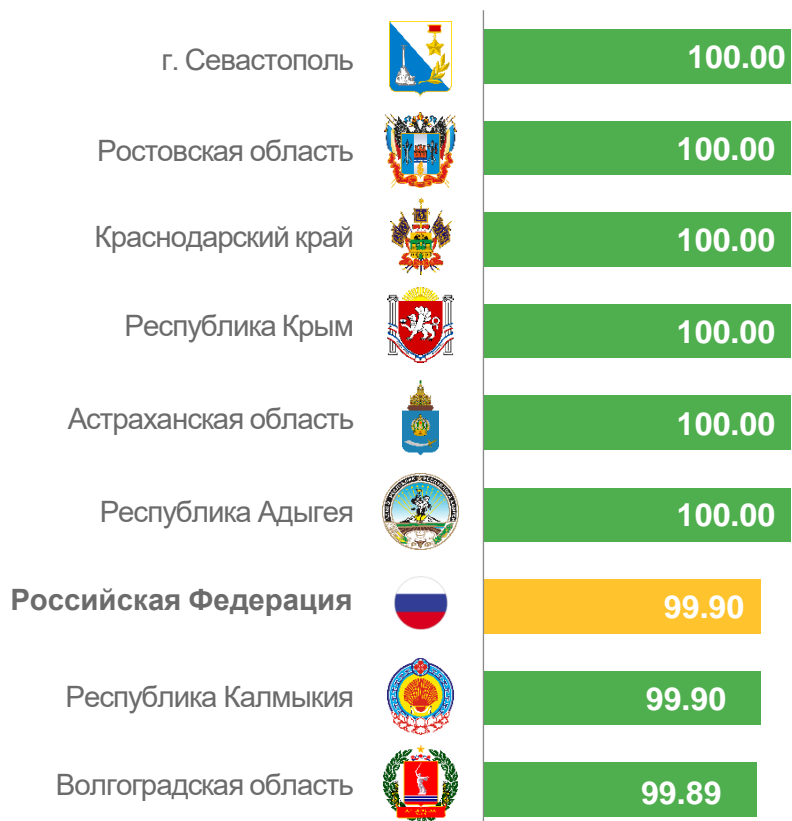 г. Севастополь 100.00
Ростовская область 100.00
Краснодарский край 100.00
Республика Крым 100.00
Астраханская область 100.00
Республика Адыгея 100.00
Российская Федерация 99.90
Республика Калмыкия 99.90
Волгоградская область 99.89